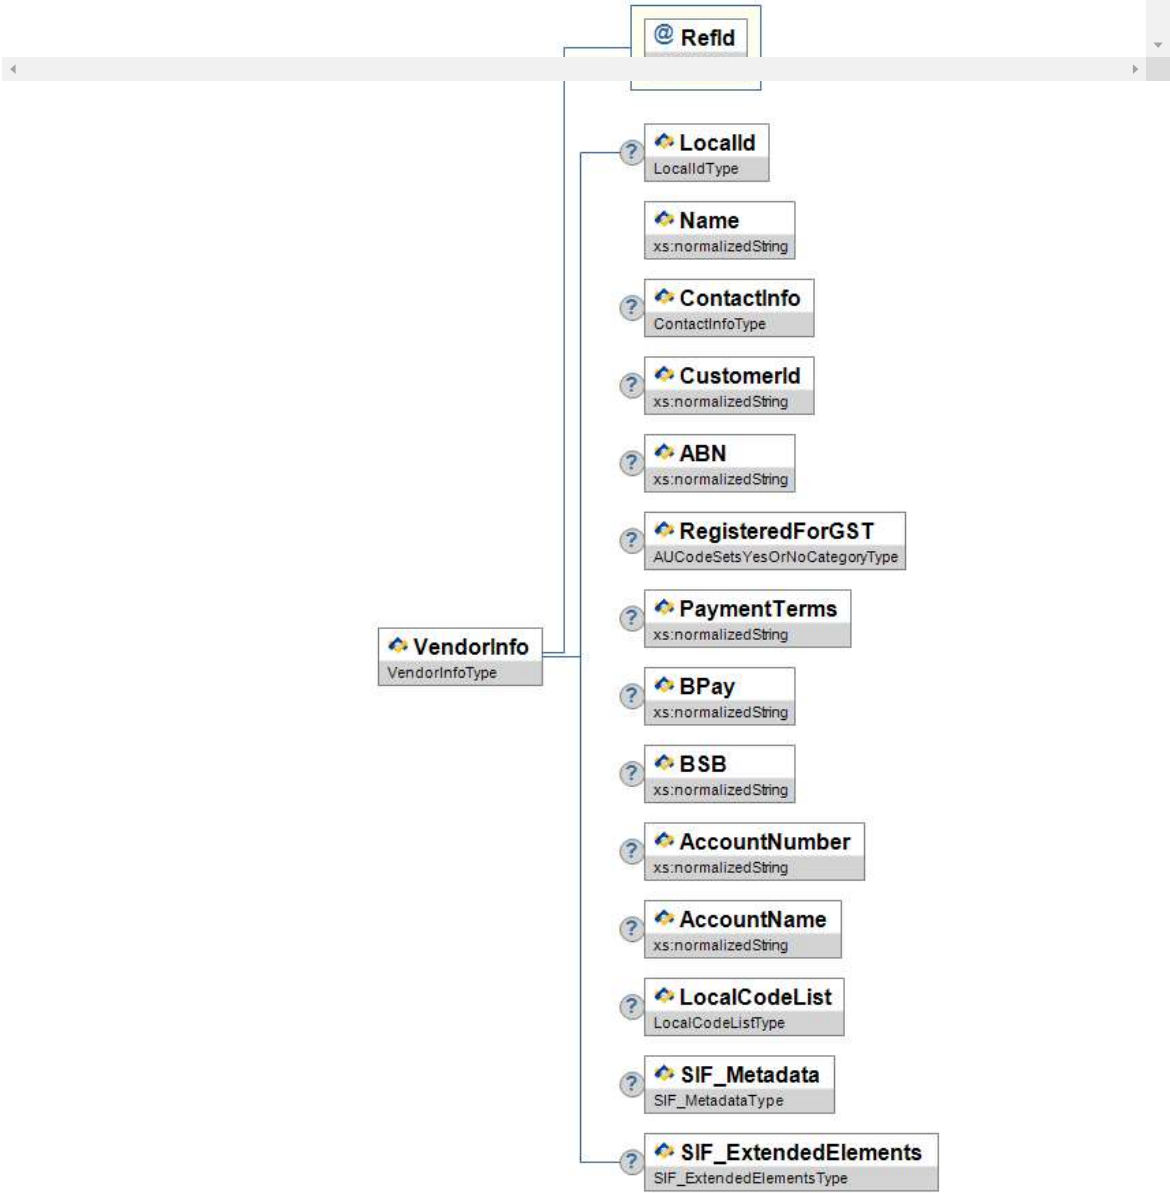 @ RefId
? LocalId
LocalIdType
Name
xs:normalizedString
? ContactInfo
ContactInfoType
? CustomerId
xs:normalizedString
? ABN
xs:normalizedString
? RegisteredForGST
AUCodeSetsYesOrNoCategoryType
? PaymentTerms
xs:normalizedString
VendorInfo
VendorInfoType
? BPay
xs:normalizedString
? BSB
xs:normalizedString
? AccountNumber
xs:normalizedString
? AccountName
xs:normalizedString
? LocalCodeList
LocalCodeListType
? SIF_Metadata
SIF_MetadataType
? SIF_ExtendedElements
SIF_ExtendedElementsType